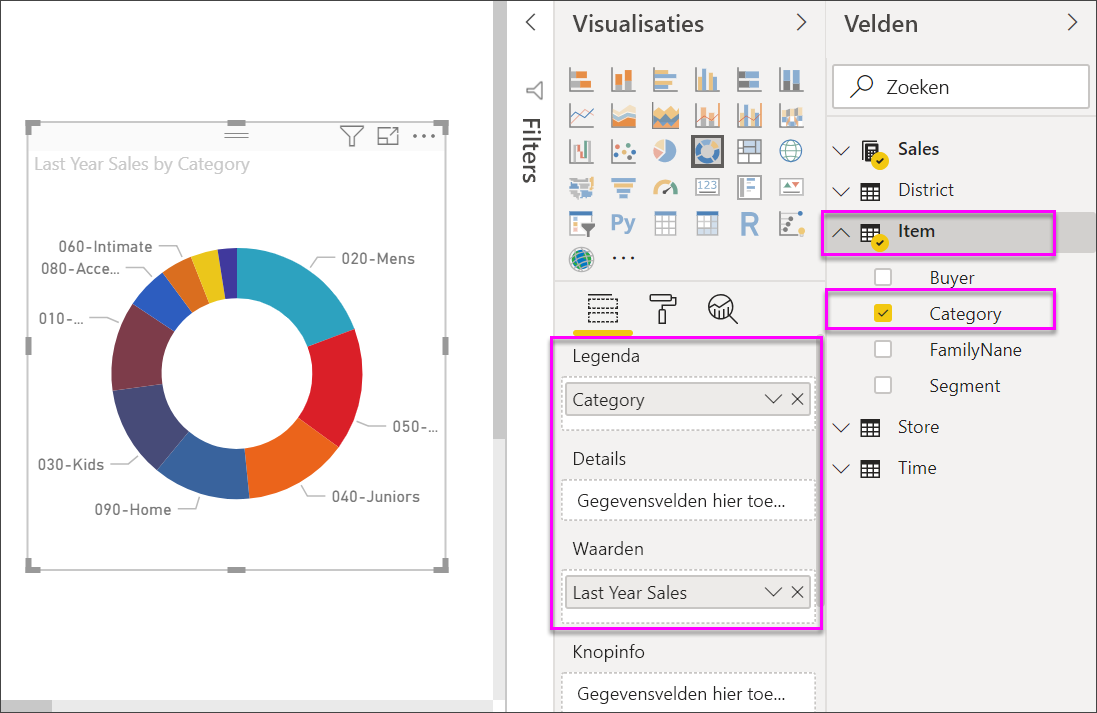 Last Year Sales by Category
060-Intimate
080-Acce...
010-...
030-Kids
090-Home
020-Mens
050-...
040-Juniors
Filters
Visualisaties
123
Py
R
Legenda
Category
Details
Gegevensvelden hier toe...
Waarden
Last Year Sales
Knopinfo
Gegevensvelden hier toe...
Velden
Zoeken
Sales
District
Item
Buyer
Category
FamilyNane
Segment
Store
Time